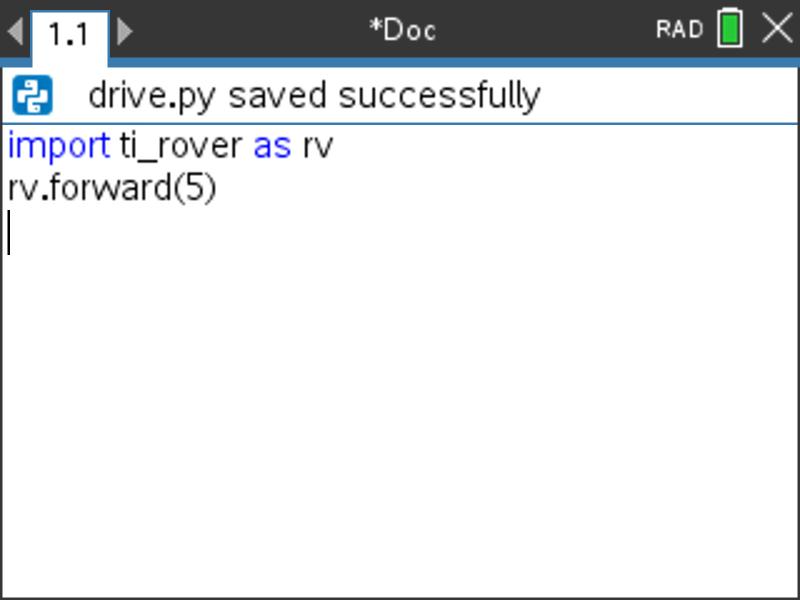 1.1 *Doc RAD
drive.py saved successfully
import ti_rover as rv
rv.forward(5)